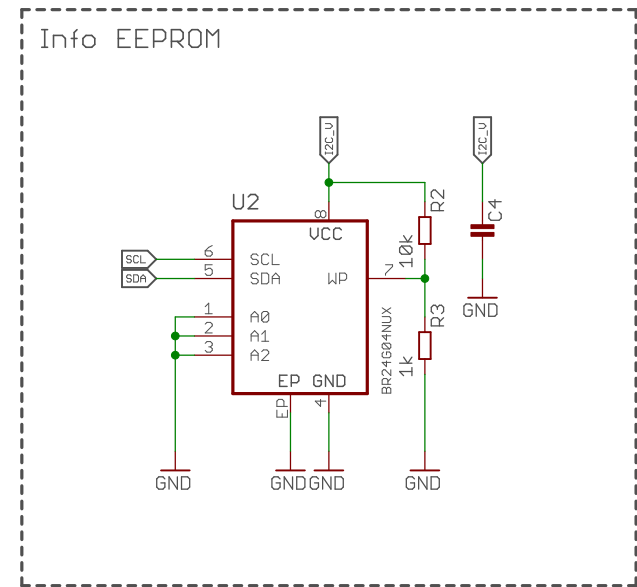 Info EEPROM
I2C_V
I2C_V
U2
8
VCC
R2
10k
C4
GND
SCL
6
SCL
SDA
5
SDA
WP
7
1
A0
2
A1
3
A2
R3
1k
BR24G04NUX
EP GND
EP
4
GND
GND
GND
GND